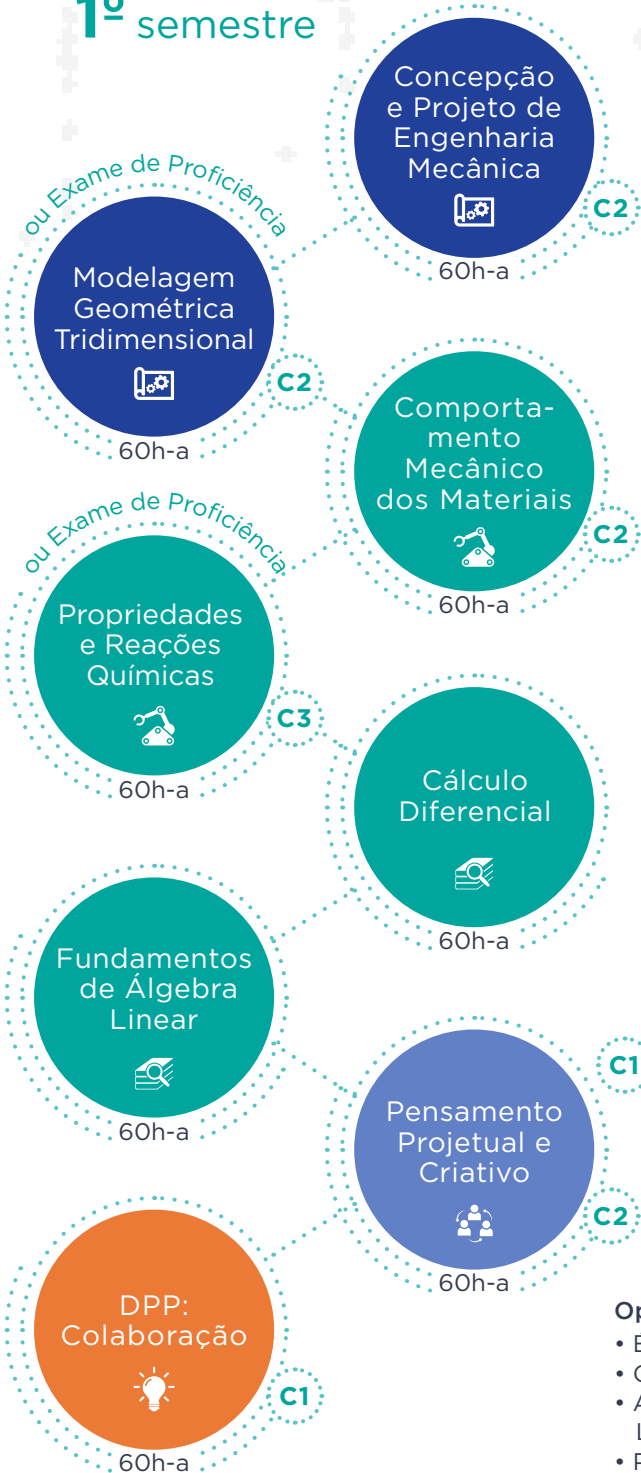 1º semestre
Concepção
e Projeto de
Engenharia
Mecânica
C2
60h-a
ou Exame de Proficiência
Modelagem
Geométrica
Tridimensional
C2
60h-a
Comporta-
mento
Mecânico
dos Materiais
C2
60h-a
ou Exame de Proficiência
Propriedades
e Reações
Químicas
C3
60h-a
Cálculo
Diferencial
60h-a
Fundamentos
de Álgebra
Linear
60h-a
C1
Pensamento
Projetual e
Criativo
C2
60h-a
DPP:
Colaboração
C1
60h-a